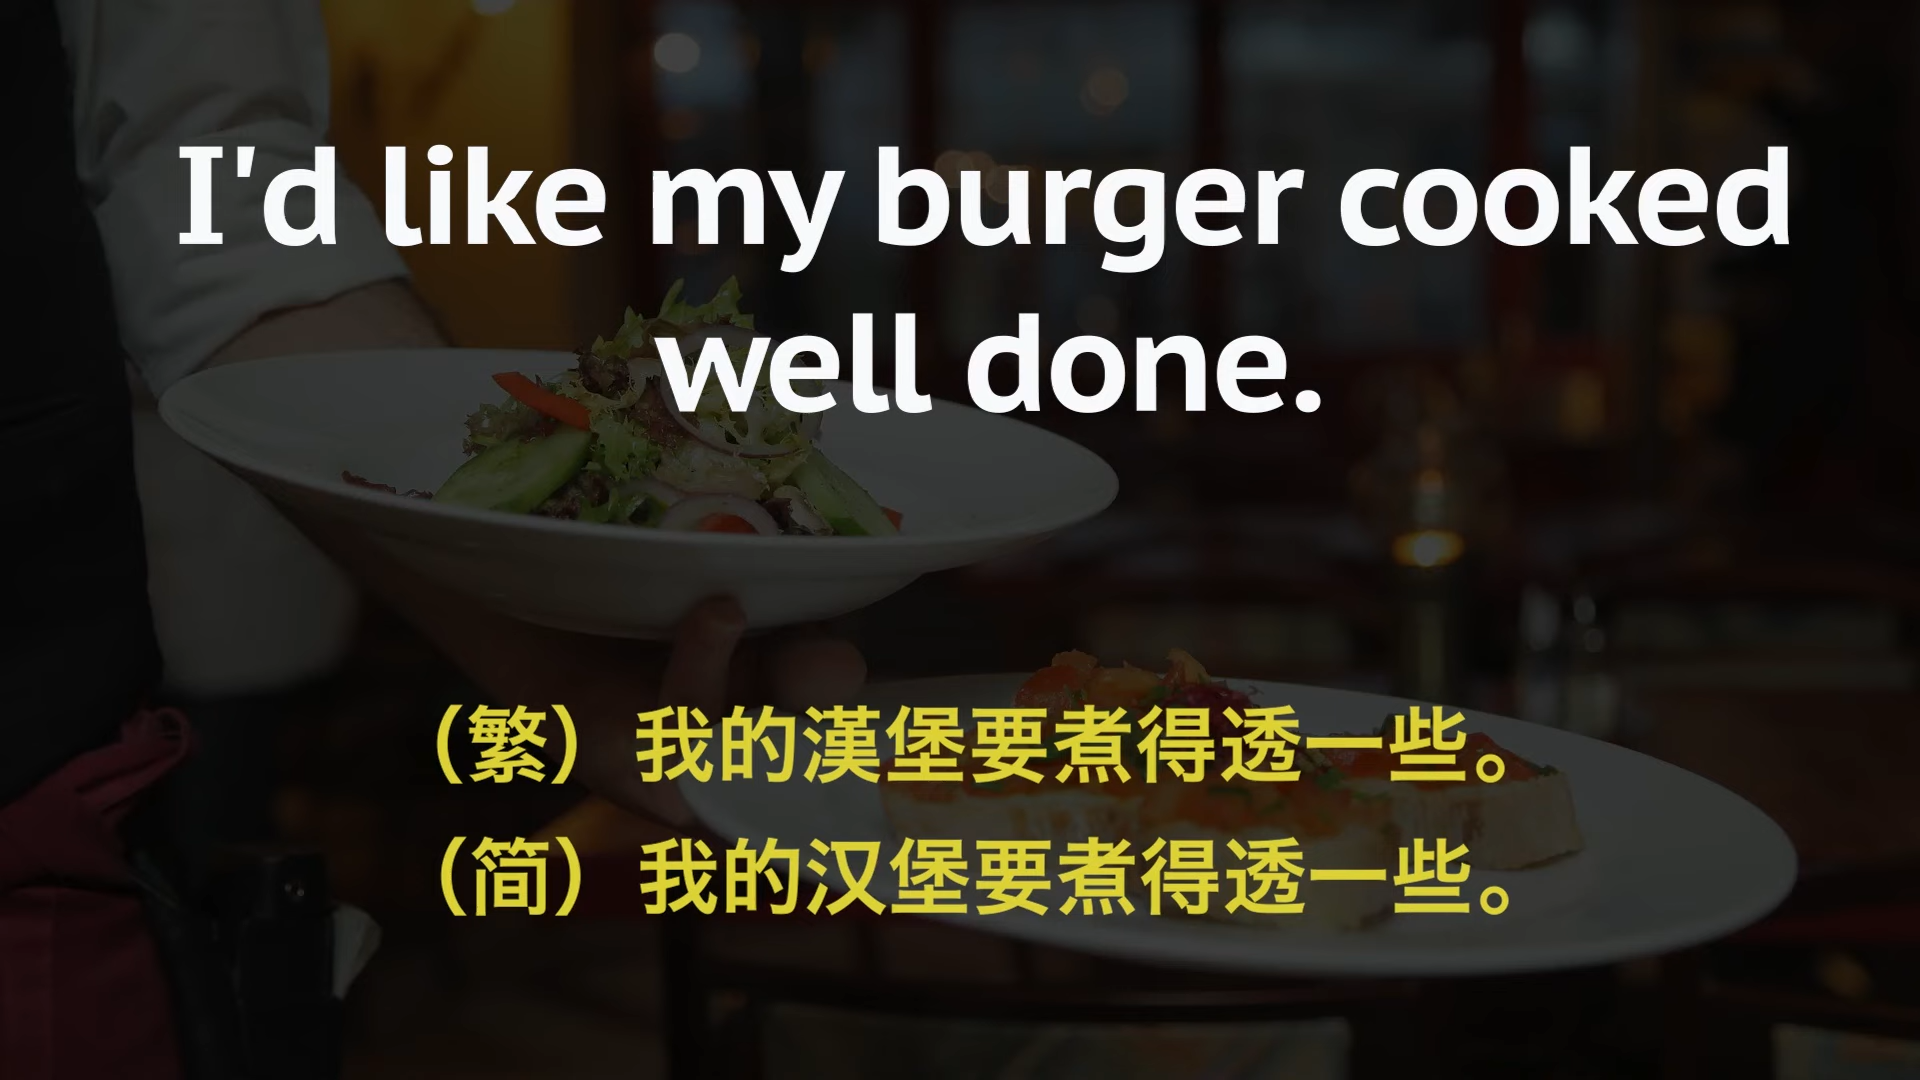 I'd like my burger cooked
well done.
（繁）我的漢堡要煮得透一些。
（简）我的汉堡要煮得透一些。